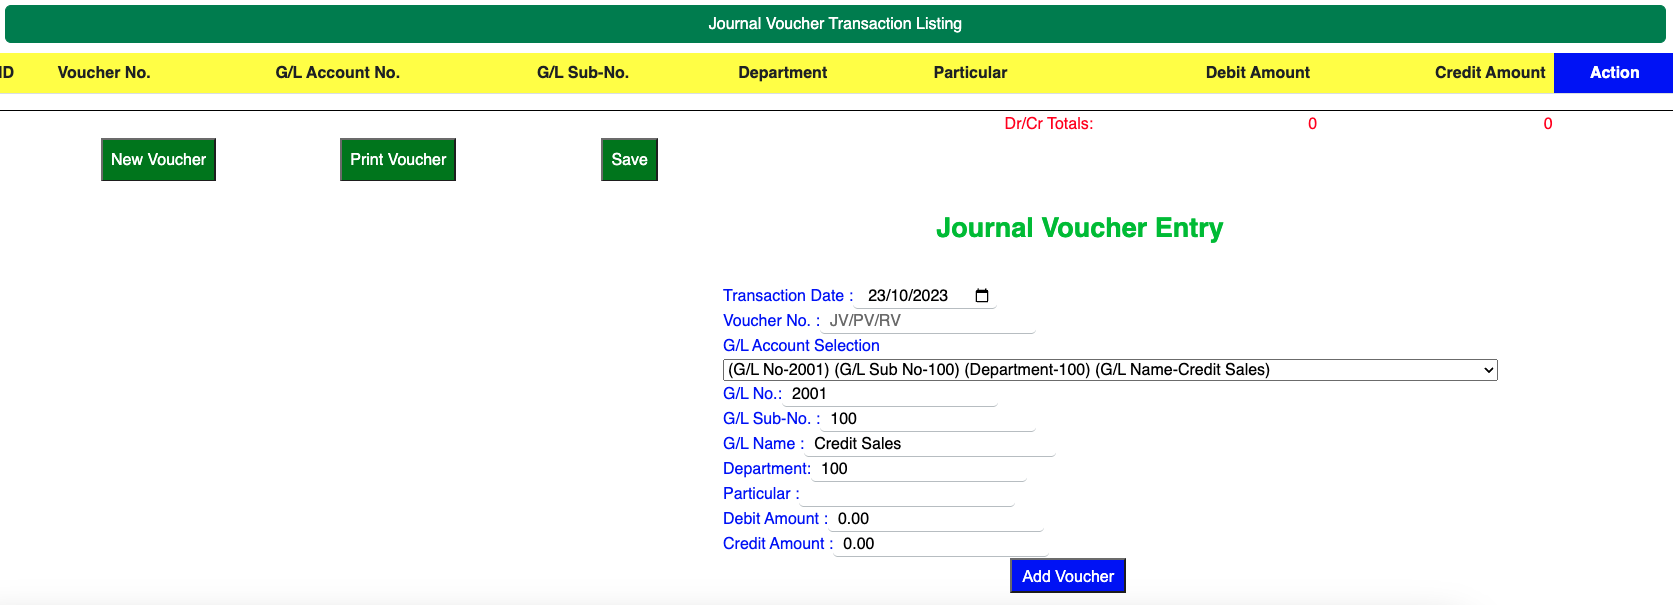 Journal Voucher Transaction Listing
ID Voucher No. G/L Account No. G/L Sub-No. Department Particular Debit Amount Credit Amount Action
Dr/Cr Totals: 0 0
New Voucher Print Voucher Save
Journal Voucher Entry
Transaction Date : 23/10/2023
Voucher No. : JV/PV/RV
G/L Account Selection
(G/L No-2001) (G/L Sub No-100) (Department-100) (G/L Name-Credit Sales)
G/L No.: 2001
G/L Sub-No. : 100
G/L Name : Credit Sales
Department: 100
Particular :
Debit Amount : 0.00
Credit Amount : 0.00
Add Voucher